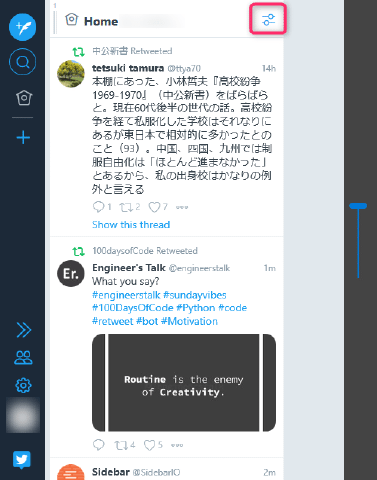 1
Home
中公新書 Retweeted
tetsuki tamura @ttya70 14h
本棚にあった、小林哲夫『高校紛争
1969-1970』（中公新書）をぱらぱら
と。現在60代後半の世代の話。高校紛
争を経て私服化した学校はそれなりに
あるが東日本で相対的に多かったとの
こと（93）。中国、四国、九州では制
服自由化は「ほとんど進まなかった」
とあるから、私の出身校はかなりの例
外と言える
1 2 7
Show this thread
100daysofCode Retweeted
Er.
Engineer's Talk @engineerstalk 1m
What you say?
#engineerstalk #sundayvibes
#100DaysOfCode #Python #code
#retweet #bot #Motivation
Routine is the enemy
of Creativity.
4 5
Sidebar @SidebarIO 2m